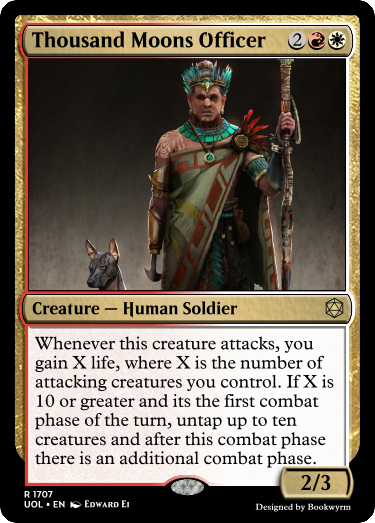 Thousand Moons Officer 2
Creature — Human Soldier
Whenever this creature attacks, you
gain X life, where X is the number of
attacking creatures you control. If X is
10 or greater and its the first combat
phase of the turn, untap up to ten
creatures and after this combat phase
there is an additional combat phase.
2/3
R 1707
UOL • EN Edward Ei
Designed by Bookwyrm